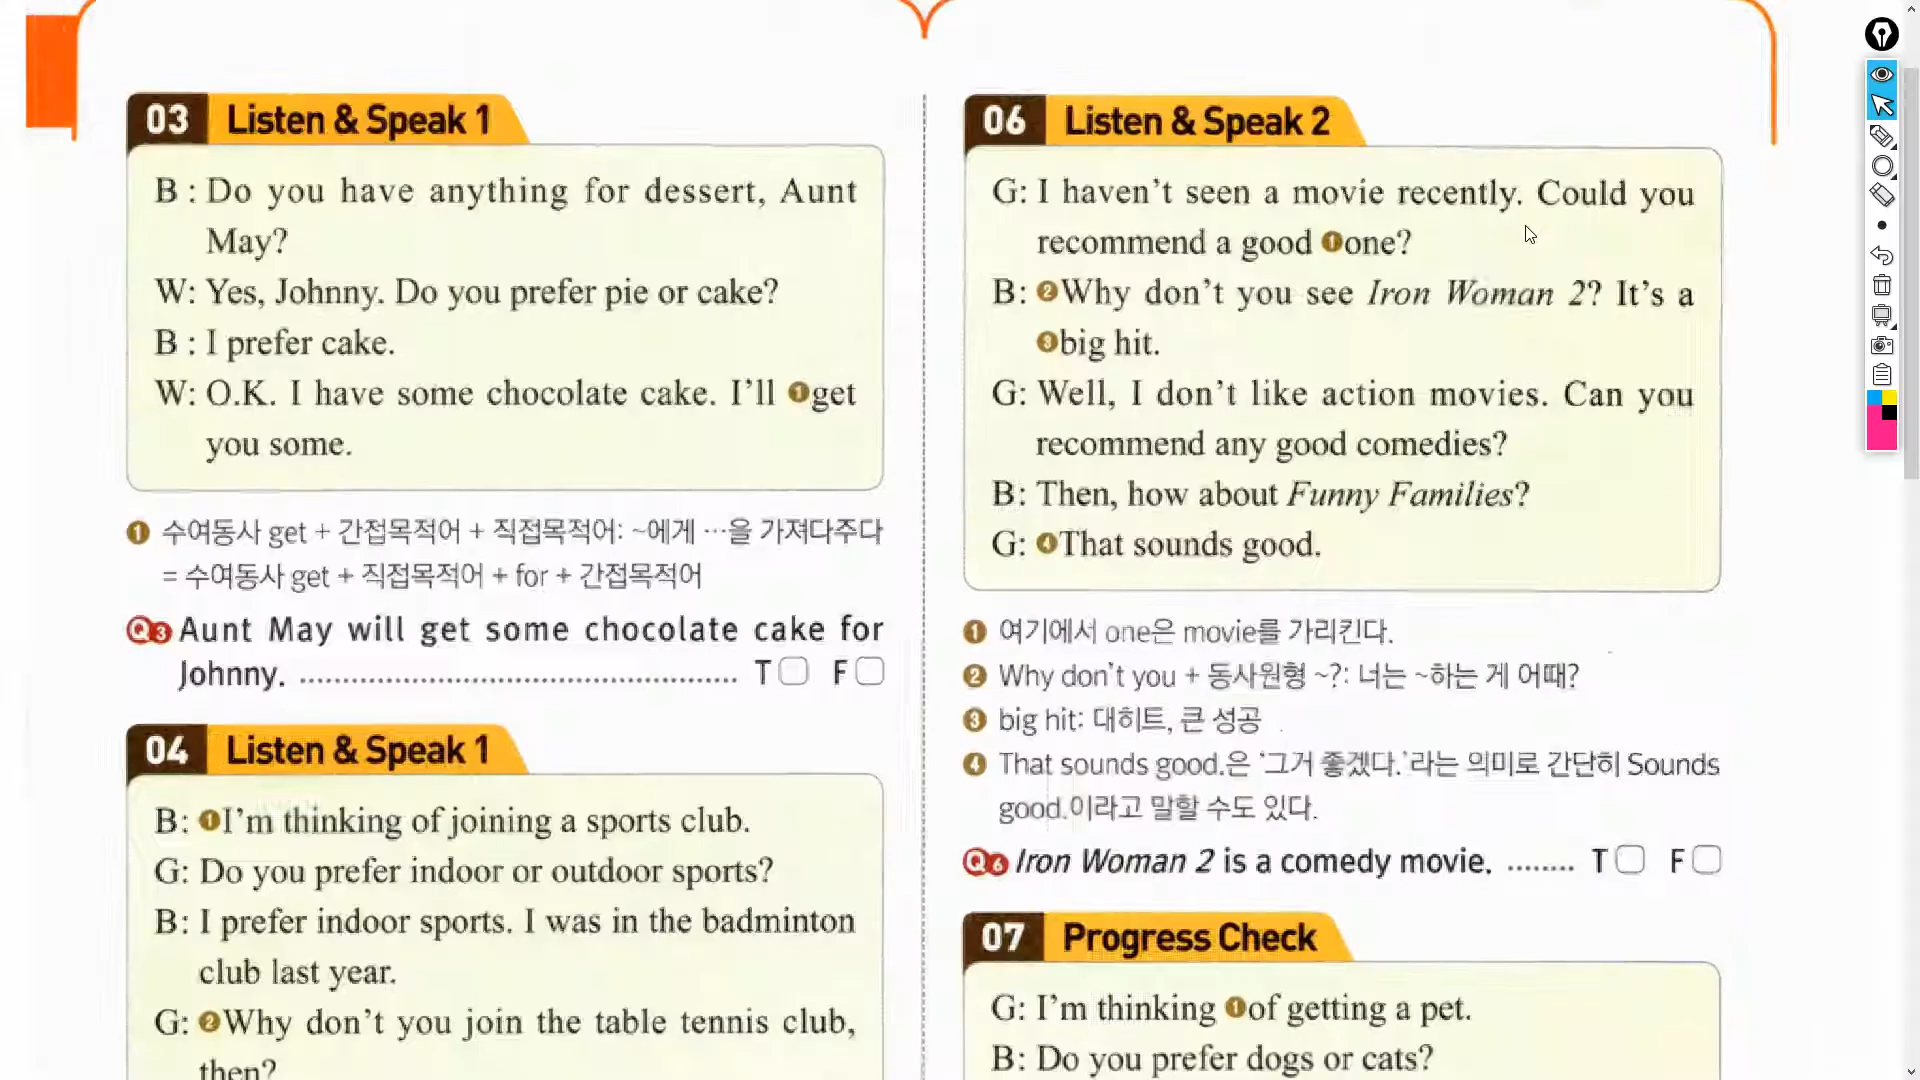 03 Listen & Speak 1
B: Do you have anything for dessert, Aunt
May?
W: Yes, Johnny. Do you prefer pie or cake?
B: I prefer cake.
W: O.K. I have some chocolate cake. I'll ❶get
you some.
❶ 수여동사 get + 간접목적어 + 직접목적어: ~에게 …을 가져다주다
= 수여동사 get + 직접목적어 + for + 간접목적어
Q3 Aunt May will get some chocolate cake for
Johnny. ................................................ T F
04 Listen & Speak 1
B: ❶I'm thinking of joining a sports club.
G: Do you prefer indoor or outdoor sports?
B: I prefer indoor sports. I was in the badminton
club last year.
G: ❷Why don't you join the table tennis club,
then?
06 Listen & Speak 2
G: I haven't seen a movie recently. Could you
recommend a good ❶one?
B: ❷Why don't you see Iron Woman 2? It's a
❸big hit.
G: Well, I don't like action movies. Can you
recommend any good comedies?
B: Then, how about Funny Families?
G: ❹That sounds good.
❶ 여기에서 one은 movie를 가리킨다.
❷ Why don't you + 동사원형 ~?: 너는 ~하는 게 어때?
❸ big hit: 대히트, 큰 성공
❹ That sounds good.은 '그거 좋겠다.'라는 의미로 간단히 Sounds
good.이라고 말할 수도 있다.
Q6 Iron Woman 2 is a comedy movie. ........ T F
07 Progress Check
G: I'm thinking ❶of getting a pet.
B: Do you prefer dogs or cats?